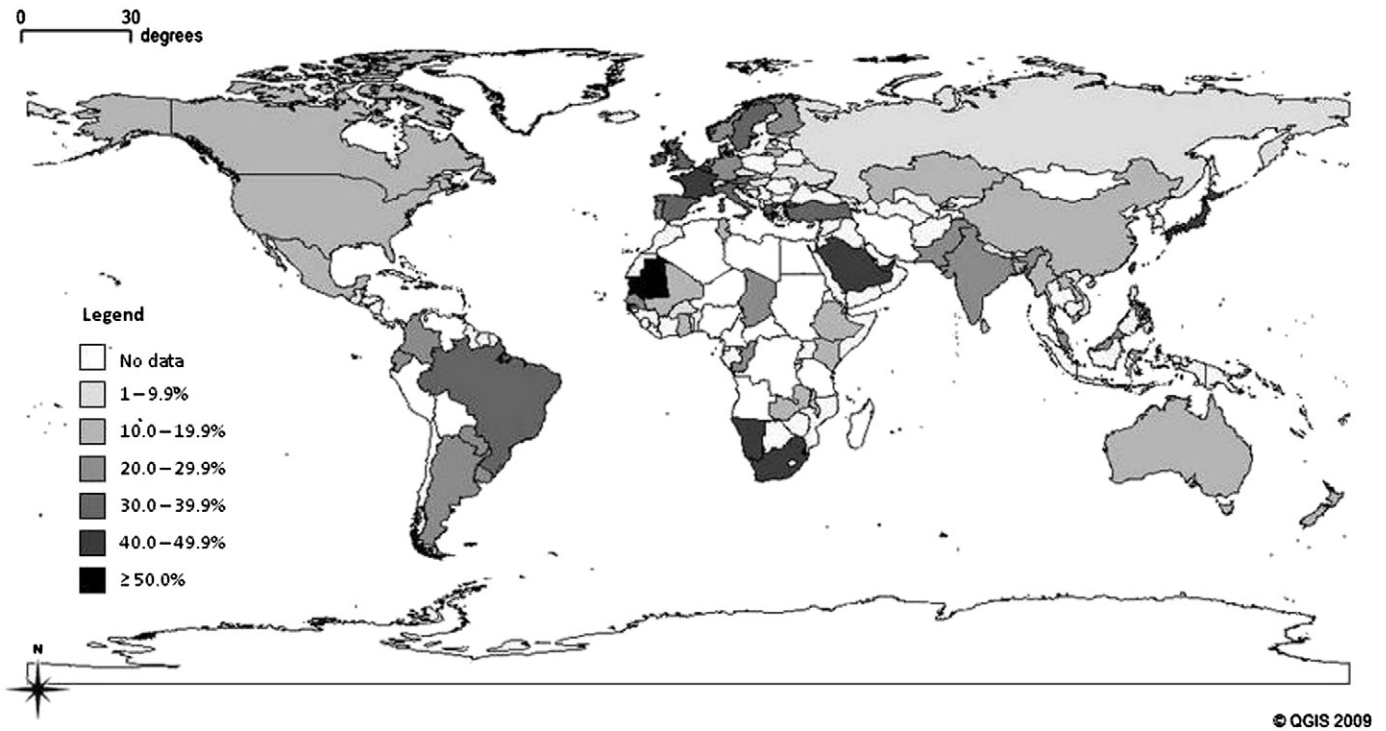 0 30
degrees
Legend
No data
1–9.9%
10.0–19.9%
20.0–29.9%
30.0–39.9%
40.0–49.9%
≥50.0%
N
© QGIS 2009